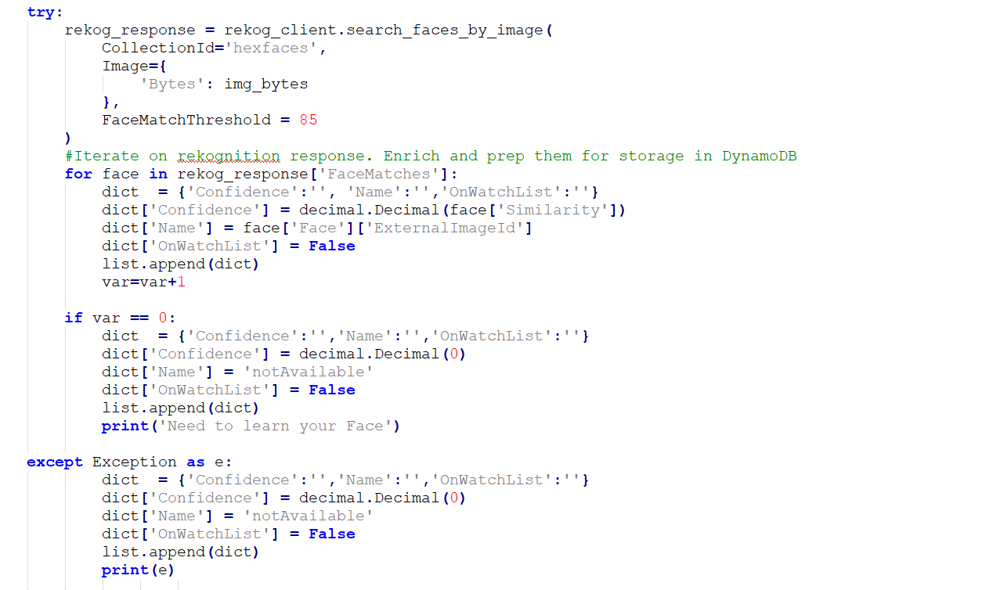 try:
    rekog_response = rekog_client.search_faces_by_image(
        CollectionId='hexfaces',
        Image={
            'Bytes': img_bytes
        },
        FaceMatchThreshold = 85
    )
    #Iterate on rekognition response. Enrich and prep them for storage in DynamoDB
    for face in rekog_response['FaceMatches']:
        dict  = {'Confidence':'', 'Name':'','OnWatchList':''}
        dict['Confidence'] = decimal.Decimal(face['Similarity'])
        dict['Name'] = face['Face']['ExternalImageId']
        dict['OnWatchList'] = False
        list.append(dict)
        var=var+1

    if var == 0:
        dict  = {'Confidence':'','Name':'','OnWatchList':''}
        dict['Confidence'] = decimal.Decimal(0)
        dict['Name'] = 'notAvailable'
        dict['OnWatchList'] = False
        list.append(dict)
        print('Need to learn your Face')

except Exception as e:
        dict  = {'Confidence':'','Name':'','OnWatchList':''}
        dict['Confidence'] = decimal.Decimal(0)
        dict['Name'] = 'notAvailable'
        dict['OnWatchList'] = False
        list.append(dict)
        print(e)